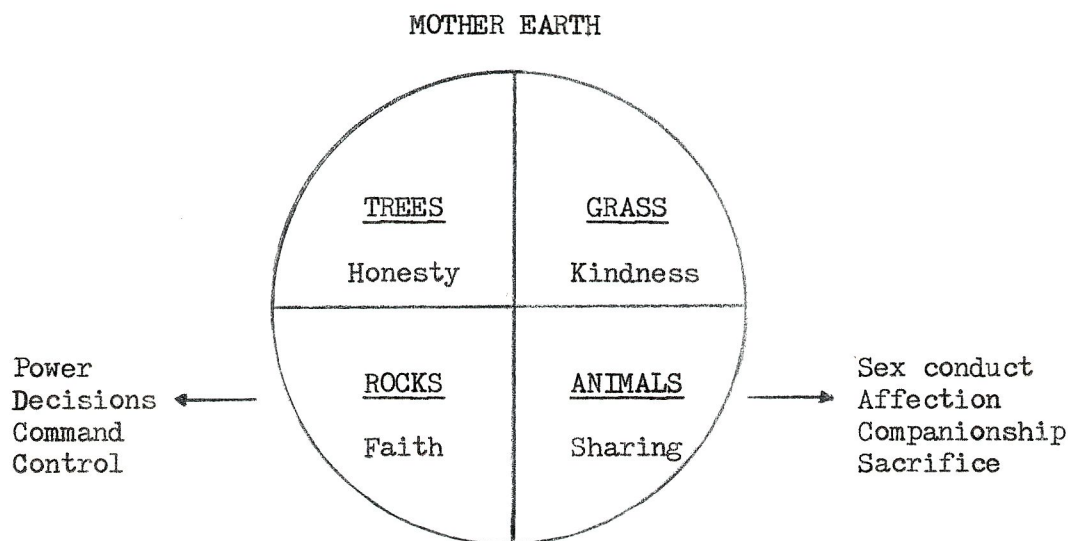 MOTHER EARTH
TREES
Honesty
GRASS
Kindness
ROCKS
Faith
ANIMALS
Sharing
Power
Decisions
Command
Control
Sex conduct
Affection
Companionship
Sacrifice